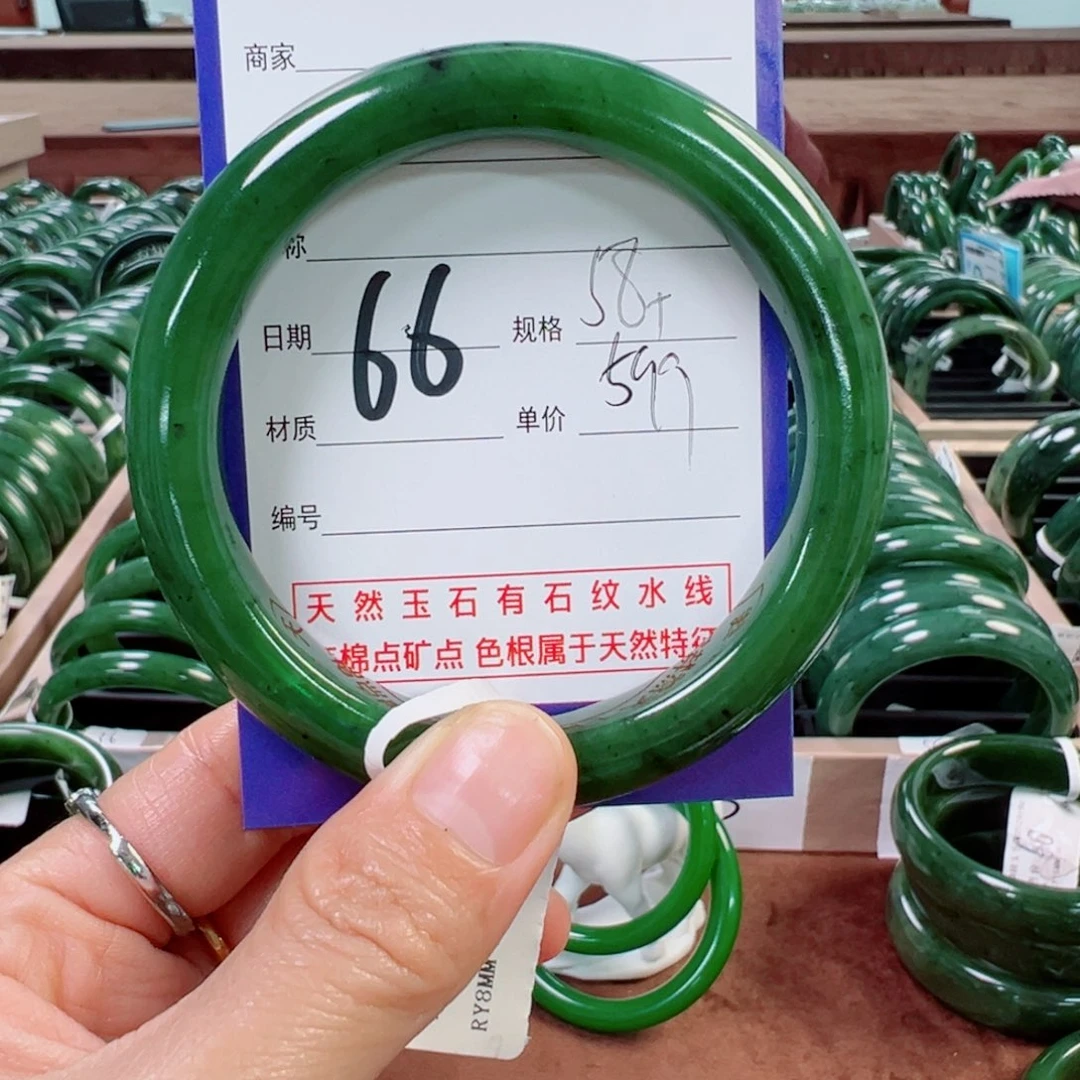 商家
称
日期 66 规格 58+
材质 单价 599
编号
天然玉石有石纹水线
棉点矿点 色根属于天然特征
RY8MM